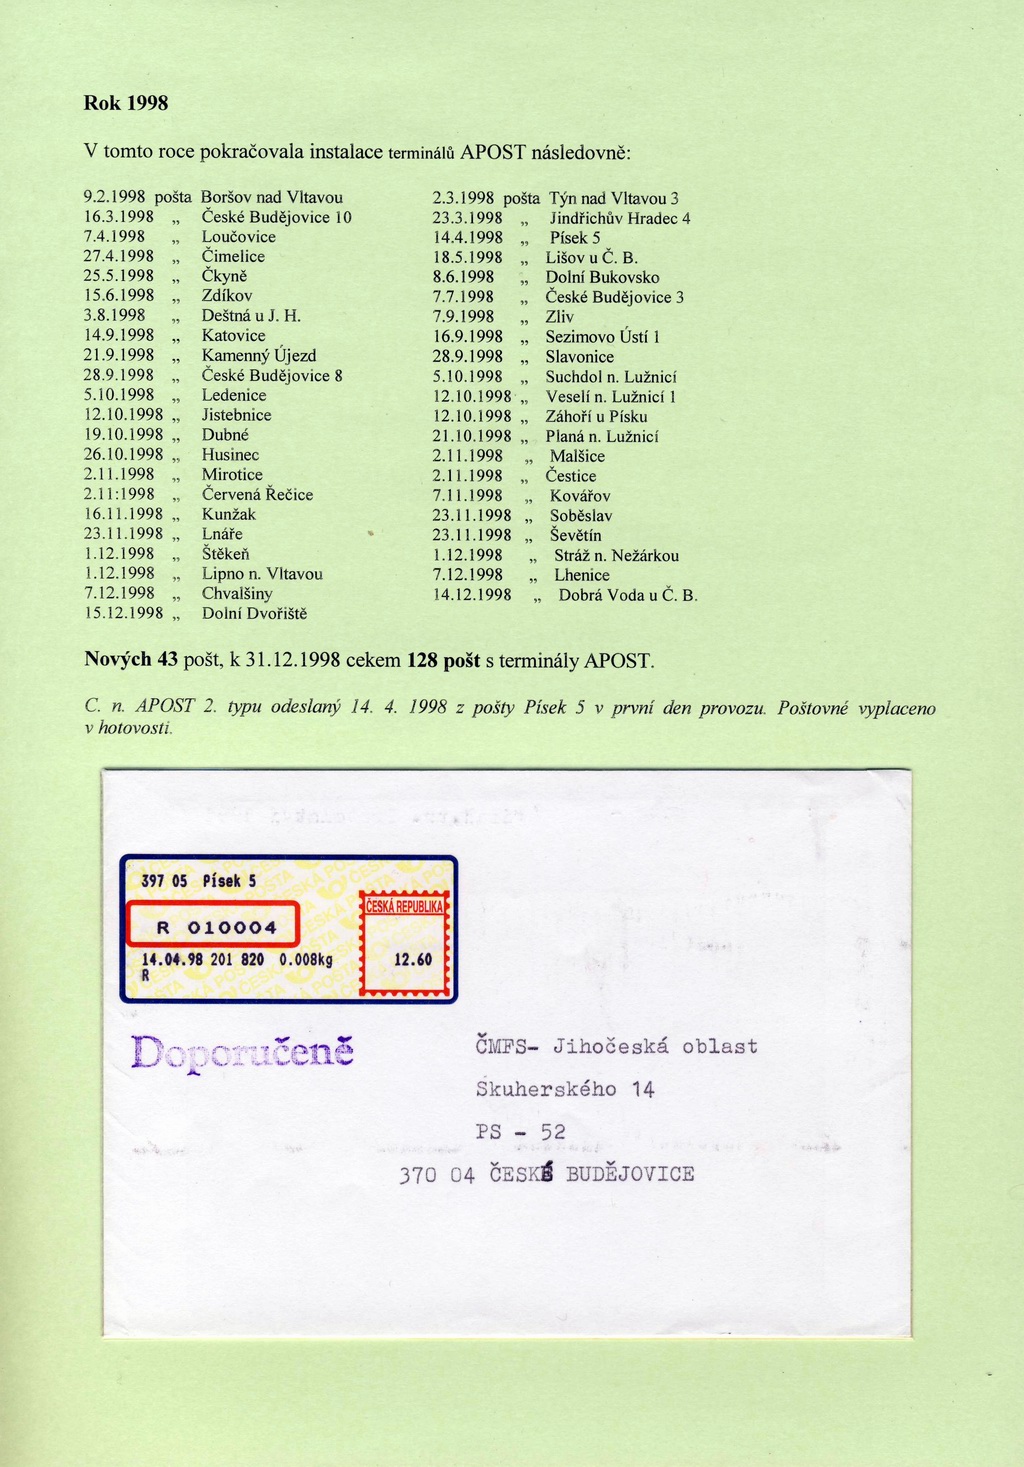 Rok 1998
V tomto roce pokračovala instalace terminálů APOST následovně:
9.2.1998 pošta Boršov nad Vltavou 2.3.1998 pošta Týn nad Vltavou 3
16.3.1998 „ České Budějovice 10 23.3.1998 „ Jindřichův Hradec 4
7.4.1998 „ Loučovice 14.4.1998 „ Písek 5
27.4.1998 „ Čimelice 18.5.1998 „ Lišov u Č. B.
25.5.1998 „ Čkyně 8.6.1998 „ Dolní Bukovsko
15.6.1998 „ Zdíkov 7.7.1998 „ České Budějovice 3
3.8.1998 „ Deštná u J. H. 7.9.1998 „ Zliv
14.9.1998 „ Katovice 16.9.1998 „ Sezimovo Ústí 1
21.9.1998 „ Kamenný Újezd 28.9.1998 „ Slavonice
28.9.1998 „ České Budějovice 8 5.10.1998 „ Suchdol n. Lužnicí
5.10.1998 „ Ledenice 12.10.1998 „ Veselí n. Lužnicí 1
12.10.1998 „ Jistebnice 12.10.1998 „ Záhoří u Písku
19.10.1998 „ Dubné 21.10.1998 „ Planá n. Lužnicí
26.10.1998 „ Husinec 2.11.1998 „ Malšice
2.11.1998 „ Mirotice 2.11.1998 „ Čestice
2.11:1998 „ Červená Řečice 7.11.1998 „ Kovářov
16.11.1998 „ Kunžak 23.11.1998 „ Soběslav
23.11.1998 „ Lnáře 23.11.1998 „ Ševětín
1.12.1998 „ Štěkeň 1.12.1998 „ Stráž n. Nežárkou
1.12.1998 „ Lipno n. Vltavou 7.12.1998 „ Lhenice
7.12.1998 „ Chvalšiny 14.12.1998 „ Dobrá Voda u Č. B.
15.12.1998 „ Dolní Dvořiště
Nových 43 pošt, k 31.12.1998 cekem 128 pošt s terminály APOST.
C. n. APOST 2. typu odeslaný 14. 4. 1998 z pošty Písek 5 v první den provozu. Poštovné vyplaceno
v hotovosti.
397 05 Písek 5
ČESKÁ REPUBLIKA
R 010004
14.04.98 201 820 0.008kg 12.60
R
Doporučeně
ČMFS- Jihočeská oblast
Skuherského 14
PS - 52
370 04 ČESKÉ BUDĚJOVICE